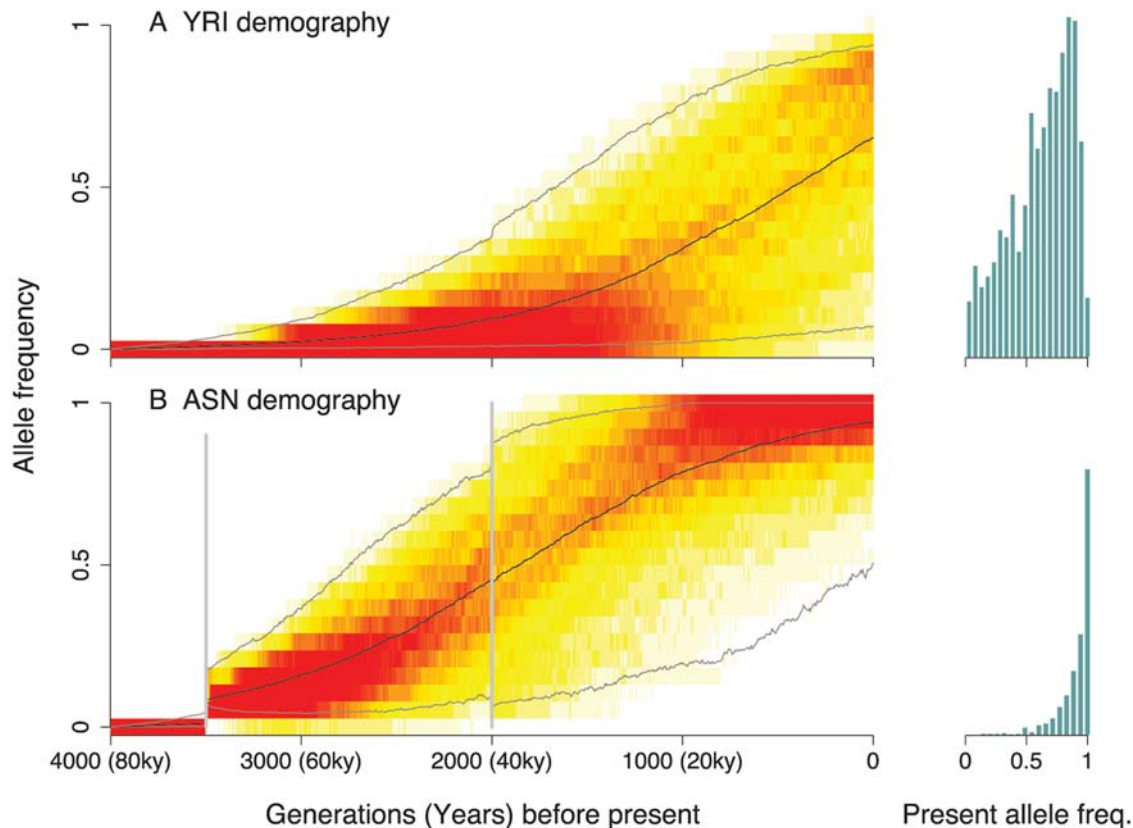 A YRI demography
1
0.5
0
Allele frequency
B ASN demography
1
0.5
0
4000 (80ky) 3000 (60ky) 2000 (40ky) 1000 (20ky) 0
0 0.5 1
Generations (Years) before present
Present allele freq.